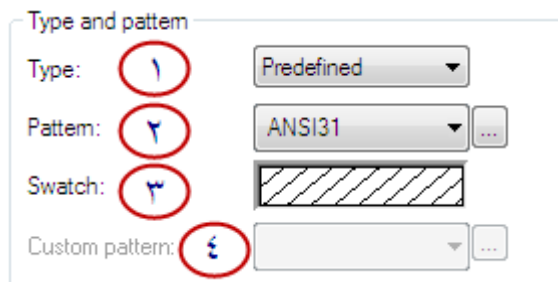 Type and pattern
Type: ١ Predefined
Pattern: ٢ ANSI31 ...
Swatch: ٣
Custom pattern: ٤ ...